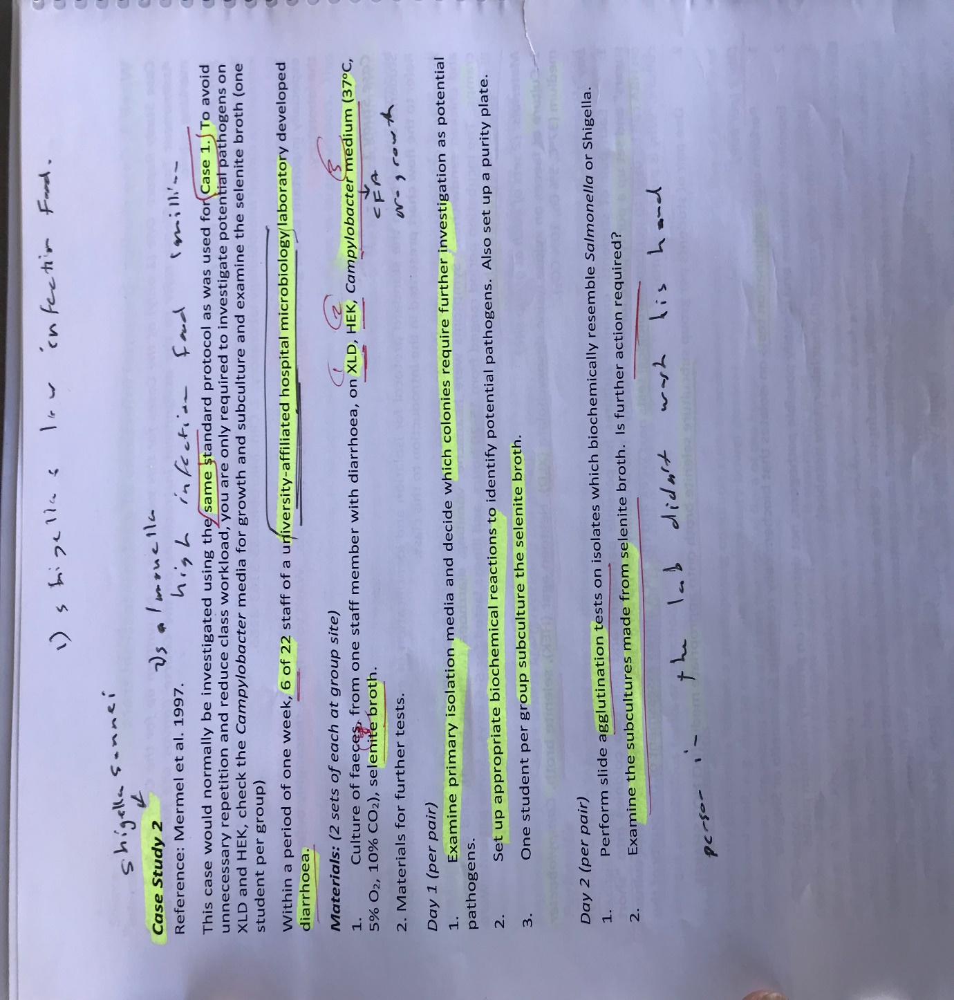 1) shigella s low infection food.
shigella sonnei
Case Study 2
2) salmonella
Reference: Mermel et al. 1997.
high infection food
This case would normally be investigated using the same standard protocol as was used for Case 1. To avoid
unnecessary repetition and reduce class workload, you are only required to investigate potential pathogens on
XLD and HEK, check the Campylobacter media for growth and subculture and examine the selenite broth (one
student per group)
Within a period of one week, 6 of 22 staff of a university-affiliated hospital microbiology laboratory developed
diarrhoea.
Materials: (2 sets of each at group site)
1. Culture of faeces, from one staff member with diarrhoea, on XLD, HEK, Campylobacter medium (37°C,
5% O₂, 10% CO₂), selenite broth.
1 2 3
CFA
no growth
2. Materials for further tests.
Day 1 (per pair)
1. Examine primary isolation media and decide which colonies require further investigation as potential
pathogens.
2. Set up appropriate biochemical reactions to identify potential pathogens. Also set up a purity plate.
3. One student per group subculture the selenite broth.
Day 2 (per pair)
1. Perform slide agglutination tests on isolates which biochemically resemble Salmonella or Shigella.
2. Examine the subcultures made from selenite broth. Is further action required?
person in the lab didn't wash his hand